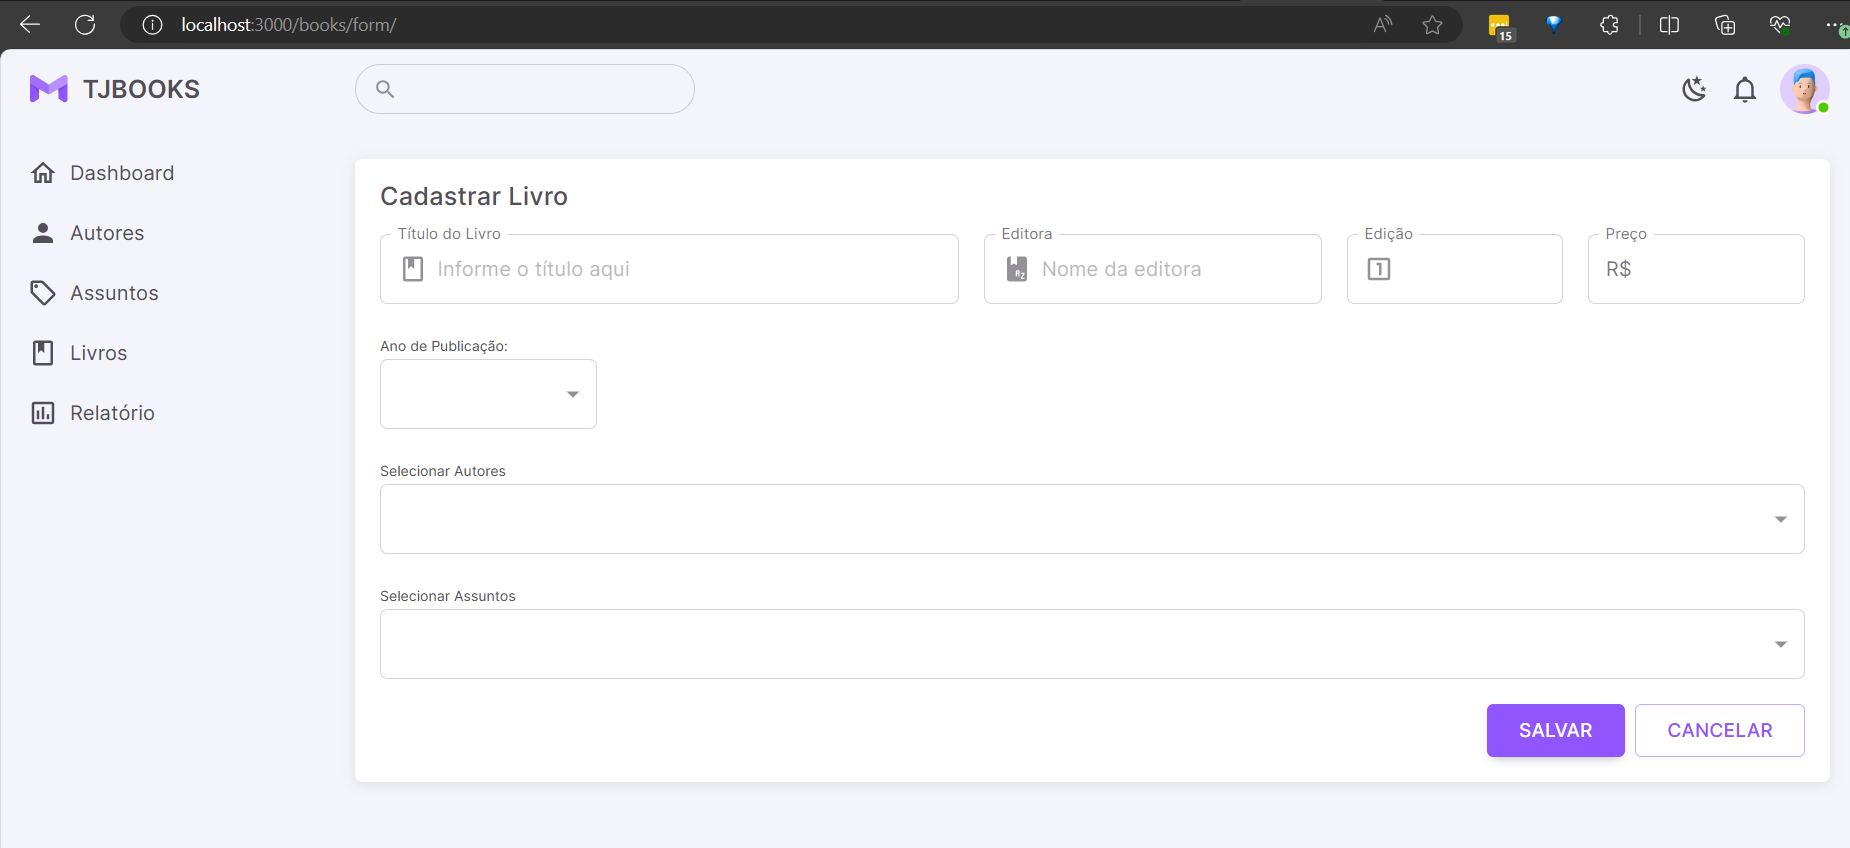 localhost:3000/books/form/
15
TJBOOKS
Dashboard
Autores
Assuntos
Livros
Relatório
Cadastrar Livro
Título do Livro
Informe o título aqui
Editora
Nome da editora
Edição
1
Preço
R$
Ano de Publicação:
Selecionar Autores
Selecionar Assuntos
SALVAR
CANCELAR